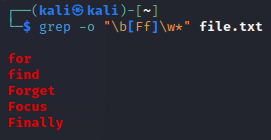 ┌──(kali㉿kali)-[~]
└─$ grep -o "\b[Ff]\w*" file.txt
for
find
Forget
Focus
Finally